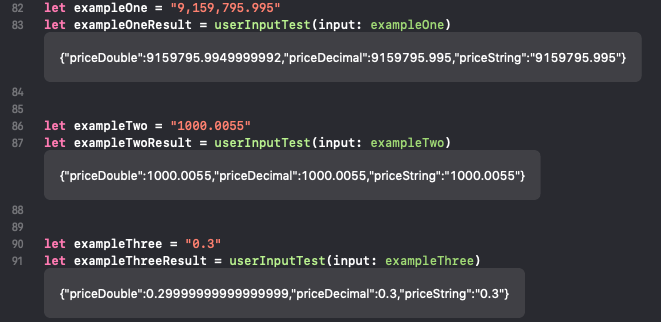 82 let exampleOne = "9,159,795.995"
83 let exampleOneResult = userInputTest(input: exampleOne)
{"priceDouble":9159795.9949999992,"priceDecimal":9159795.995,"priceString":"9159795.995"}
84
85
86 let exampleTwo = "1000.0055"
87 let exampleTwoResult = userInputTest(input: exampleTwo)
{"priceDouble":1000.0055,"priceDecimal":1000.0055,"priceString":"1000.0055"}
88
89
90 let exampleThree = "0.3"
91 let exampleThreeResult = userInputTest(input: exampleThree)
{"priceDouble":0.29999999999999999,"priceDecimal":0.3,"priceString":"0.3"}